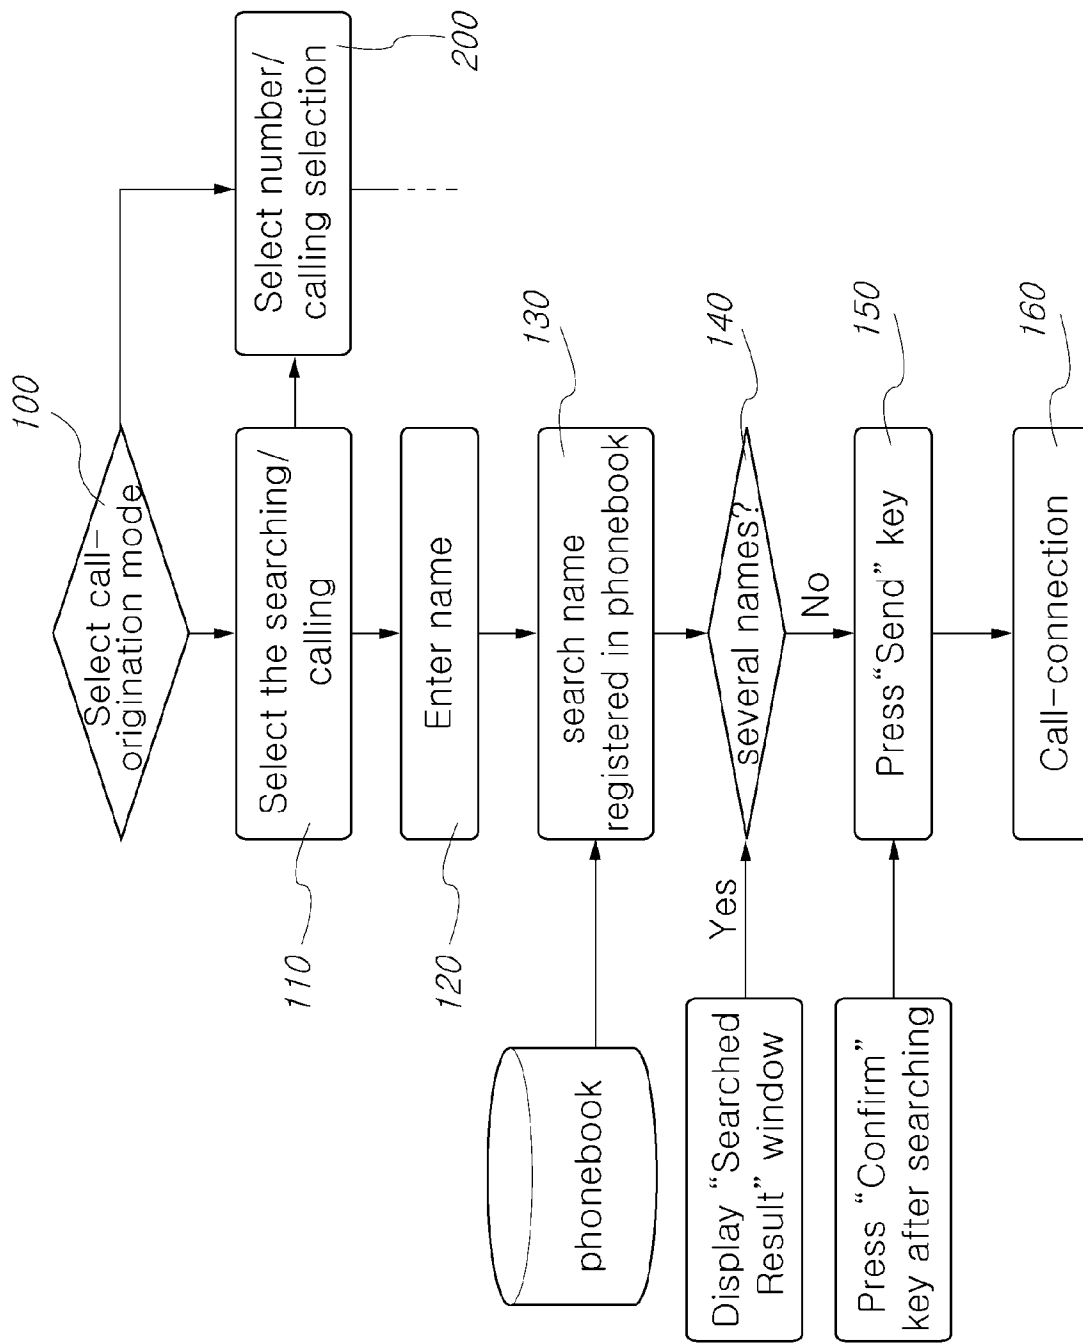 100
Select call-
origination mode
200
Select number/
calling selection
110
Select the searching/
calling
120
Enter name
130
search name
registered in phonebook
phonebook
140
several names?
Yes
No
Display “Searched
Result” window
150
Press“Send” key
Press “Confirm”
key after searching
160
Call-connection